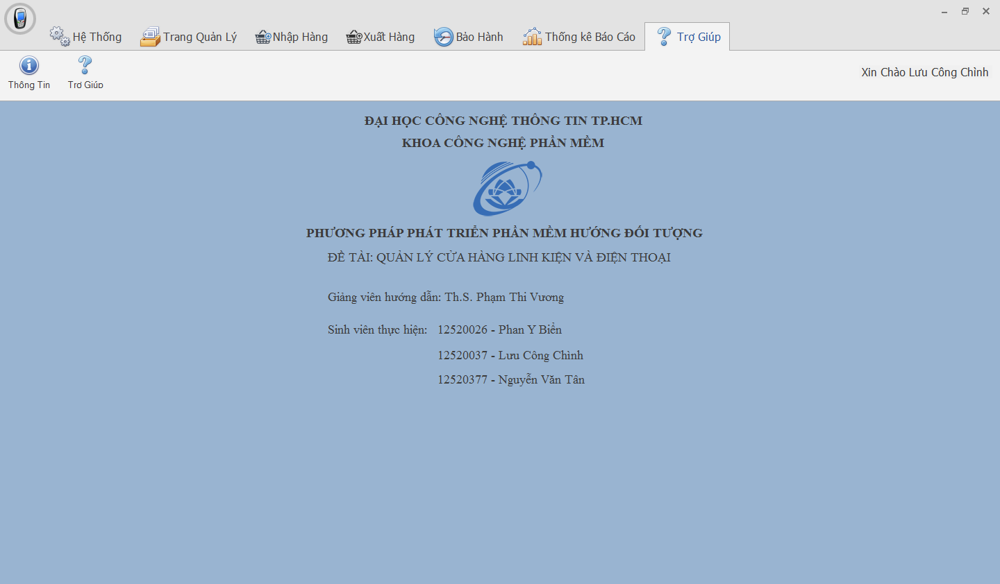 Hệ Thống
Trang Quản Lý
Nhập Hàng
Xuất Hàng
Bảo Hành
Thống kê Báo Cáo
Trợ Giúp
Thông Tin
Trợ Giúp
Xin Chào Lưu Công Chình
ĐẠI HỌC CÔNG NGHỆ THÔNG TIN TP.HCM
KHOA CÔNG NGHỆ PHẦN MỀM
PHƯƠNG PHÁP PHÁT TRIỂN PHẦN MỀM HƯỚNG ĐỐI TƯỢNG
ĐỀ TÀI: QUẢN LÝ CỬA HÀNG LINH KIỆN VÀ ĐIỆN THOẠI
Giảng viên hướng dẫn: Th.S. Phạm Thi Vương
Sinh viên thực hiện: 12520026 - Phan Y Biển
12520037 - Lưu Công Chình
12520377 - Nguyễn Văn Tân